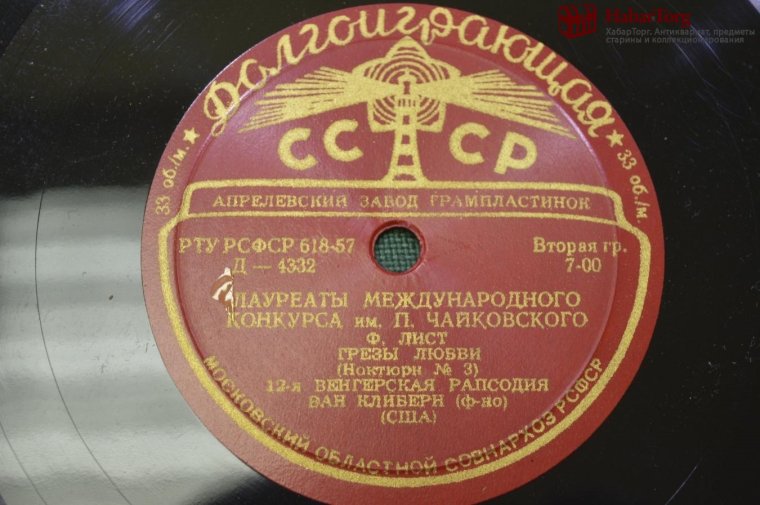 HabarTorg
ХабарТорг. Антиквариат, предметы
старины и коллекционирования
Долгоиграющая
33 об./м.
33 об./м.
СССР
АПРЕЛЕВСКИЙ ЗАВОД ГРАМПЛАСТИНОК
РТУ РСФСР 618-57
Вторая гр.
Д — 4332
7-00
ЛАУРЕАТЫ МЕЖДУНАРОДНОГО
КОНКУРСА им. П. ЧАЙКОВСКОГО
Ф. ЛИСТ
ГРЕЗЫ ЛЮБВИ
(Ноктюрн № 3)
12-я ВЕНГЕРСКАЯ РАПСОДИЯ
ВАН КЛИБЕРН (ф-но)
(США)
МОСКОВСКИЙ ОБЛАСТНОЙ СОВНАРХОЗ РСФСР